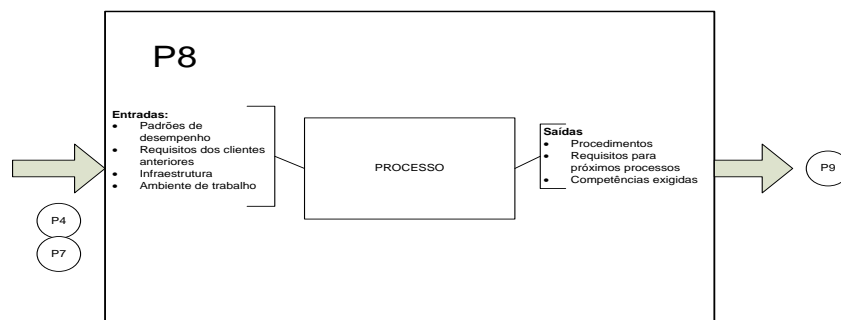 P8
Entradas:
• Padrões de
desempenho
• Requisitos dos clientes
anteriores
• Infraestrutura
• Ambiente de trabalho
PROCESSO
Saídas
• Procedimentos
• Requisitos para
próximos processos
• Competências exigidas
P9
P4
P7